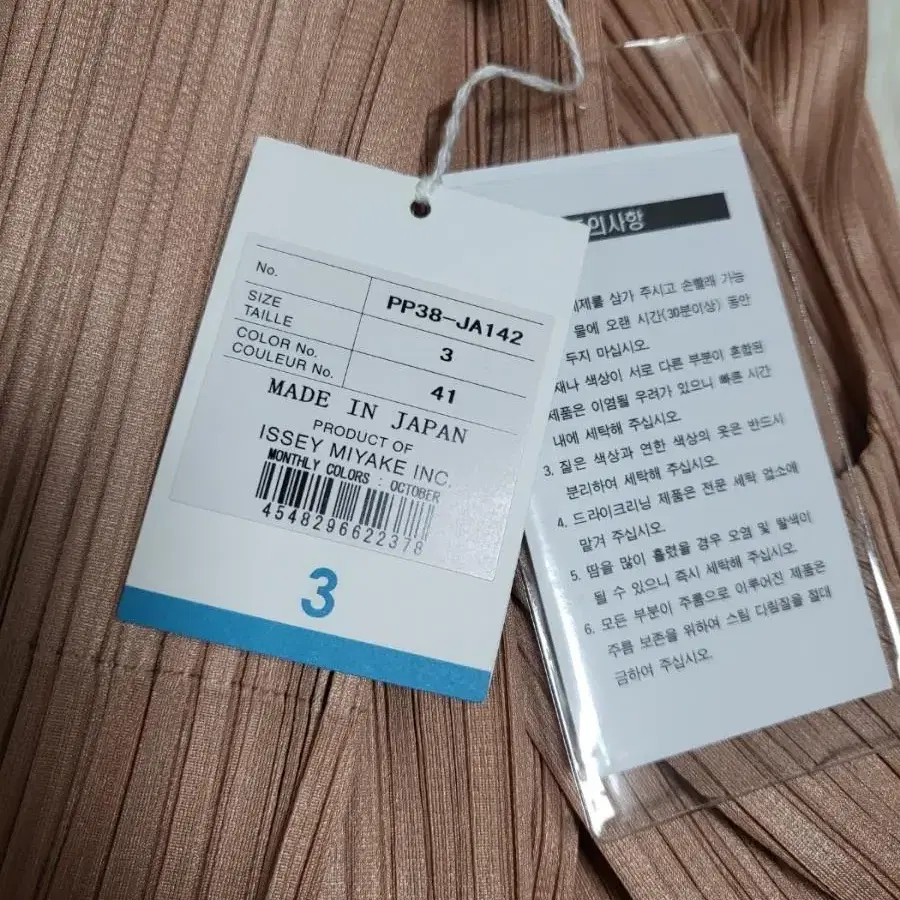 No.
PP38-JA142
SIZE
TAILLE
3
COLOR No.
COULEUR No.
41
MADE IN JAPAN
PRODUCT OF
ISSEY MIYAKE INC.
MONTHLY COLORS : OCTOBER
4548296622378
3
의사항
삼가 주시고 손빨래 가능
물에 오랜 시간(30분이상) 동안
두지 마십시오.
색상이 서로 다른 부분이 혼합된
제품은 이염될 우려가 있으니 빠른 시간
내에 세탁해 주십시오.
3. 짙은 색상과 연한 색상의 옷은 반드시
분리하여 세탁해 주십시오.
4. 드라이크리닝 제품은 전문 세탁 업소에
맡겨 주십시오.
5. 땀을 많이 흘렸을 경우 오염 및 탈색이
될 수 있으니 즉시 세탁해 주십시오.
6. 모든 부분이 주름으로 이루어진 제품은
주름 보존을 위하여 스팀 다림질을 절대
금하여 주십시오.